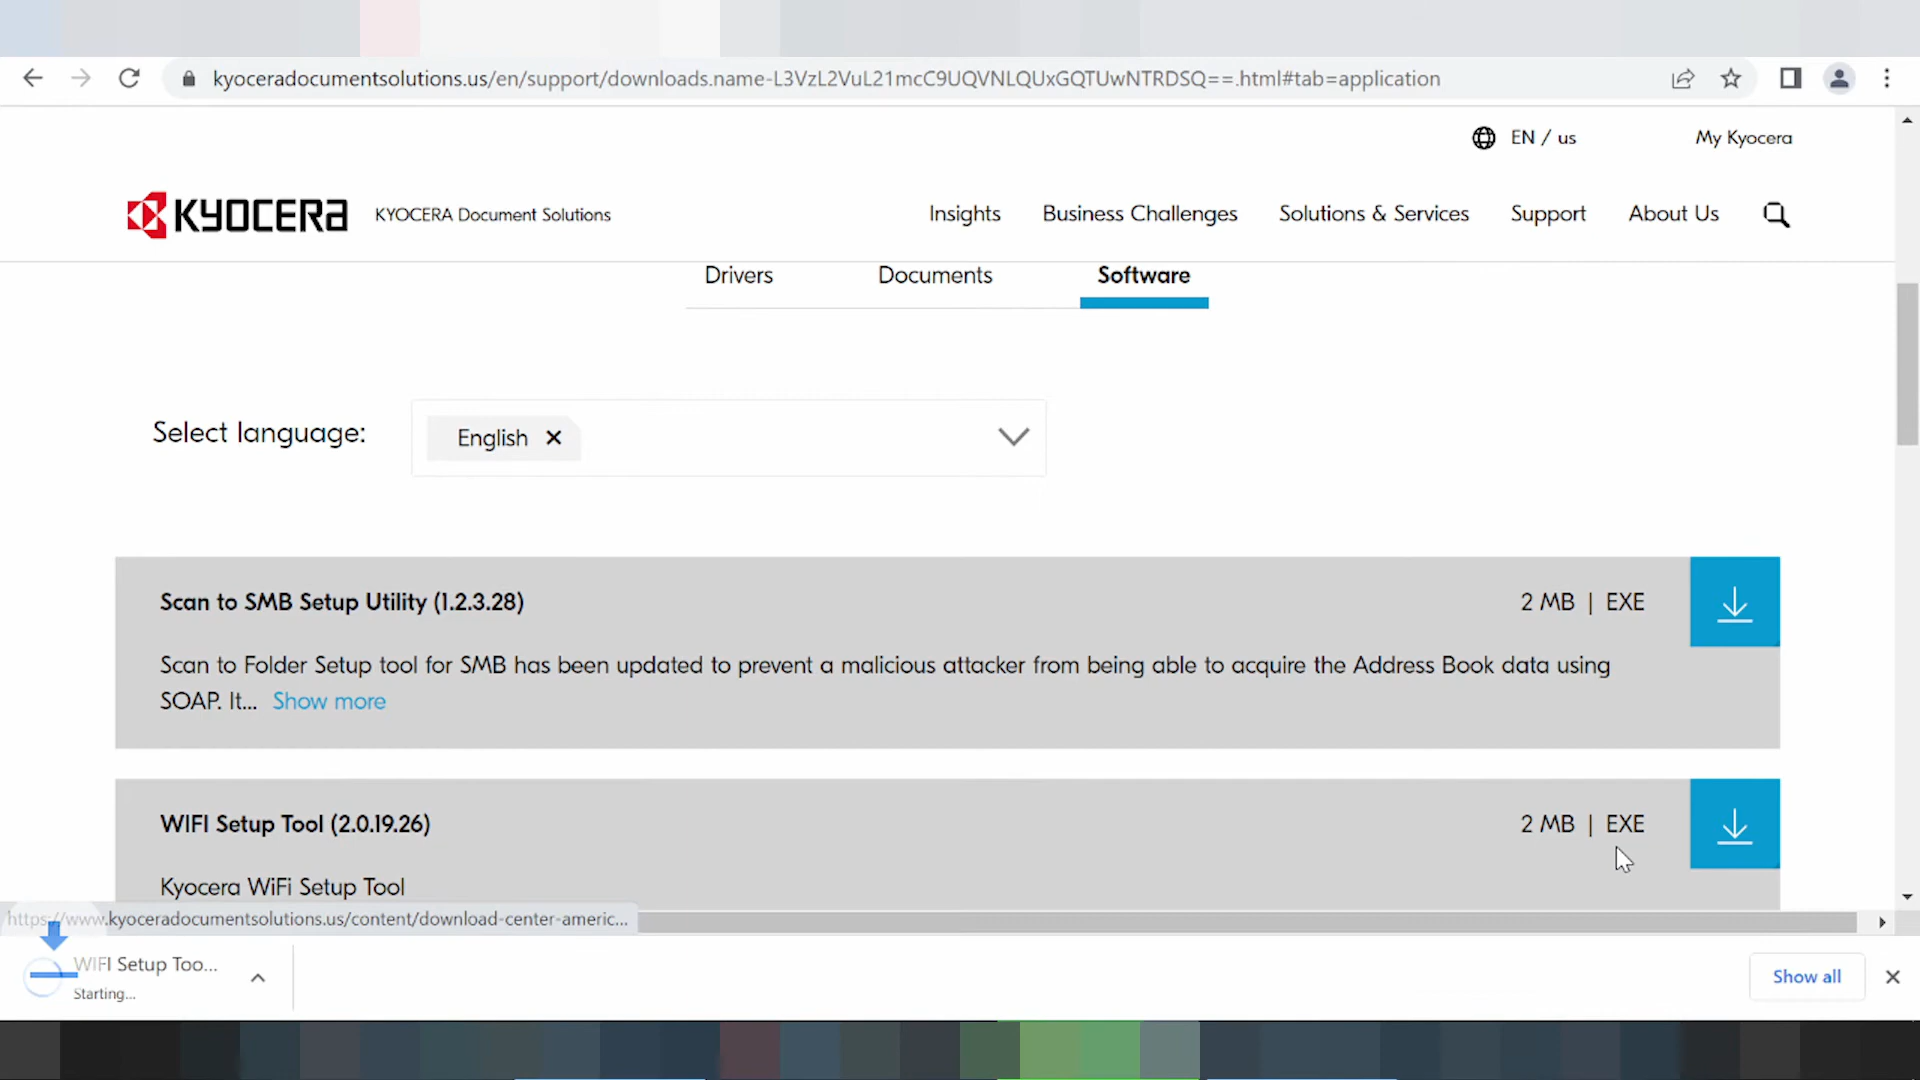 kyoceradocumentsolutions.us/en/support/downloads.name-L3VzL2VuL21mcC9UQVNLQUxGQTUwNTRDSQ==.html#tab=application
EN / us
My Kyocera
KYOCERA
KYOCERA Document Solutions
Insights
Business Challenges
Solutions & Services
Support
About Us
Drivers
Documents
Software
Select language:
English
Scan to SMB Setup Utility (1.2.3.28)
2 MB | EXE
Scan to Folder Setup tool for SMB has been updated to prevent a malicious attacker from being able to acquire the Address Book data using
SOAP. It... Show more
WIFI Setup Tool (2.0.19.26)
2 MB | EXE
Kyocera WiFi Setup Tool
https://www.kyoceradocumentsolutions.us/content/download-center-americ...
WIFI Setup Too...
Starting...
Show all